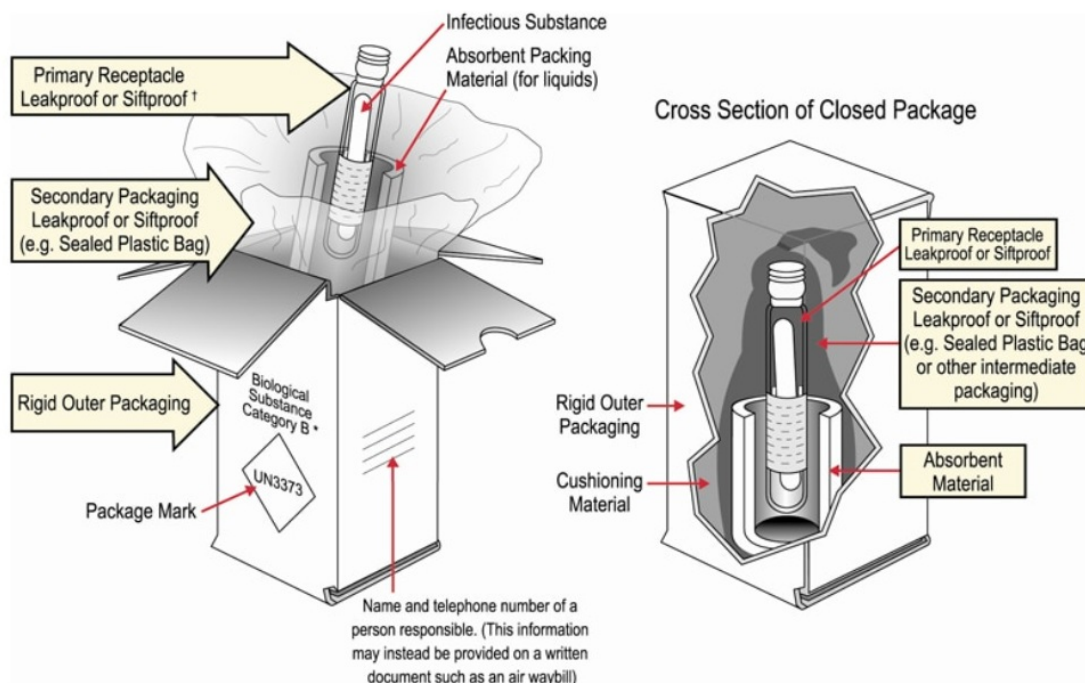 Infectious Substance
Absorbent Packing
Material (for liquids)
Primary Receptacle
Leakproof or Siftproof †
Secondary Packaging
Leakproof or Siftproof
(e.g. Sealed Plastic Bag)
Rigid Outer Packaging
Biological
Substance
Category B *
UN3373
Package Mark
Name and telephone number of a
person responsible. (This information
may instead be provided on a written
document such as an air waybill)
Cross Section of Closed Package
Primary Receptacle
Leakproof or Siftproof
Secondary Packaging
Leakproof or Siftproof
(e.g. Sealed Plastic Bag
or other intermediate
packaging)
Rigid Outer
Packaging
Cushioning
Material
Absorbent
Material